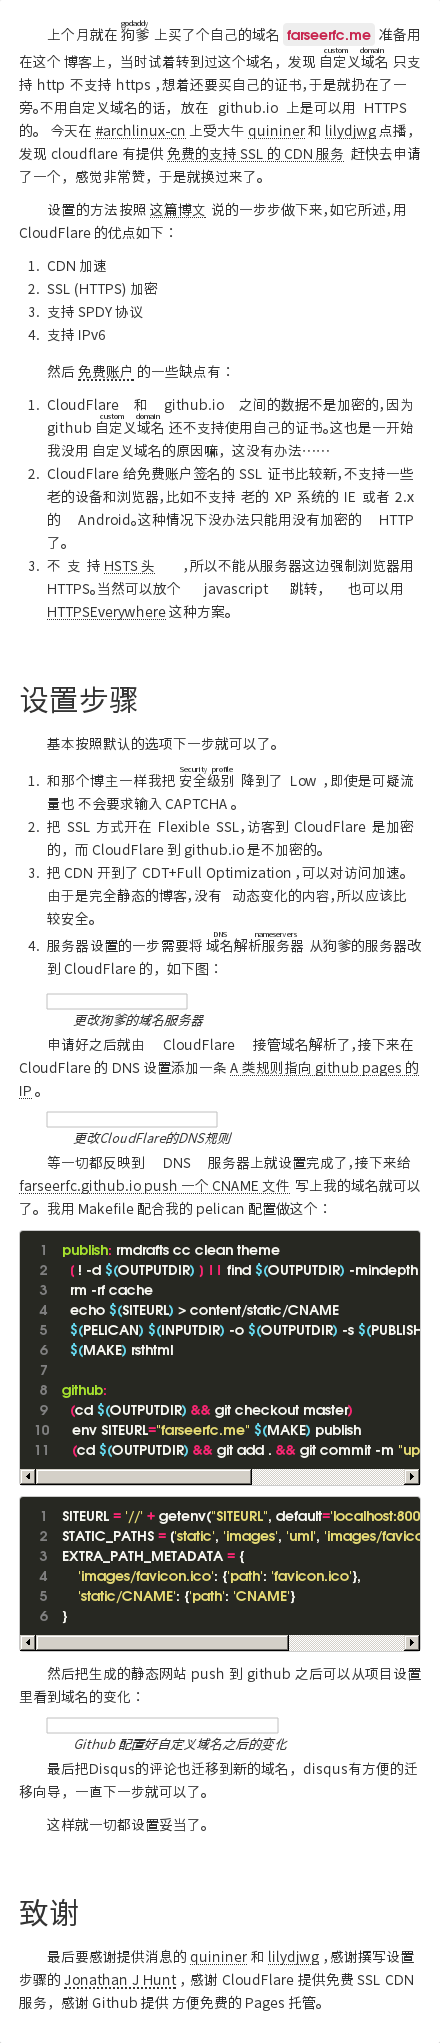 godaddy
上个月就在 狗爹 上买了个自己的域名 farseerfc.me 准备用
custom domain
在这个 博客上，当时试着转到过这个域名，发现 自定义域名 只支
持 http 不支持 https ,想着还要买自己的证书,于是就扔在了一
旁。不用自定义域名的话，放在 github.io 上是可以用 HTTPS
的。 今天在 #archlinux-cn 上受大牛 quininer 和 lilydjwg 点播，
发现 cloudflare 有提供 免费的支持 SSL 的 CDN 服务 赶快去申请
了一个，感觉非常赞，于是就换过来了。
设置的方法按照 这篇博文 说的一步步做下来,如它所述,用
CloudFlare 的优点如下：
1. CDN 加速
2. SSL (HTTPS) 加密
3. 支持 SPDY 协议
4. 支持 IPv6
然后 免费账户 的一些缺点有：
1. CloudFlare 和 github.io 之间的数据不是加密的,因为
custom domain
github 自定义域名 还不支持使用自己的证书。这也是一开始
我没用 自定义域名的原因嘛，这没有办法……
2. CloudFlare 给免费账户签名的 SSL 证书比较新,不支持一些
老的设备和浏览器,比如不支持 老的 XP 系统的 IE 或者 2.x
的 Android。这种情况下没办法只能用没有加密的 HTTP
了。
3. 不 支 持 HSTS 头 ,所以不能从服务器这边强制浏览器用
HTTPS。当然可以放个 javascript 跳转， 也可以用
HTTPSEverywhere 这种方案。
设置步骤
基本按照默认的选项下一步就可以了。
Security profile
1. 和那个博主一样我把 安全级别 降到了 Low ,即使是可疑流
量也 不会要求输入 CAPTCHA 。
2. 把 SSL 方式开在 Flexible SSL,访客到 CloudFlare 是加密
的，而 CloudFlare 到 github.io 是不加密的。
3. 把 CDN 开到了 CDT+Full Optimization ,可以对访问加速。
由于是完全静态的博客,没有 动态变化的内容,所以应该比
较安全。
DNS nameservers
4. 服务器设置的一步需要将 域名解析服务器 从狗爹的服务器改
到 CloudFlare 的，如下图：
更改狗爹的域名服务器
申请好之后就由 CloudFlare 接管域名解析了,接下来在
CloudFlare 的 DNS 设置添加一条 A 类规则指向 github pages 的
IP 。
更改CloudFlare的DNS规则
等一切都反映到 DNS 服务器上就设置完成了,接下来给
farseerfc.github.io push 一个 CNAME 文件 写上我的域名就可以
了。我用 Makefile 配合我的 pelican 配置做这个：
1 publish: rmdrafts cc clean theme
2 [ ! -d $(OUTPUTDIR) ] || find $(OUTPUTDIR) -mindepth
3 rm -rf cache
4 echo $(SITEURL) > content/static/CNAME
5 $(PELICAN) $(INPUTDIR) -o $(OUTPUTDIR) -s $(PUBLISH
6 $(MAKE) rsthtml
7
8 github:
9 (cd $(OUTPUTDIR) && git checkout master)
10 env SITEURL="farseerfc.me" $(MAKE) publish
11 (cd $(OUTPUTDIR) && git add . && git commit -m "up
1 SITEURL = '//' + getenv("SITEURL", default='localhost:800
2 STATIC_PATHS = ['static', 'images', 'uml', 'images/favico
3 EXTRA_PATH_METADATA = {
4 'images/favicon.ico': {'path': 'favicon.ico'},
5 'static/CNAME': {'path': 'CNAME'}
6 }
然后把生成的静态网站 push 到 github 之后可以从项目设置
里看到域名的变化：
Github 配置好自定义域名之后的变化
最后把Disqus的评论也迁移到新的域名，disqus有方便的迁
移向导，一直下一步就可以了。
这样就一切都设置妥当了。
致谢
最后要感谢提供消息的 quininer 和 lilydjwg ,感谢撰写设置
步骤的 Jonathan J Hunt ，感谢 CloudFlare 提供免费 SSL CDN
服务，感谢 Github 提供 方便免费的 Pages 托管。